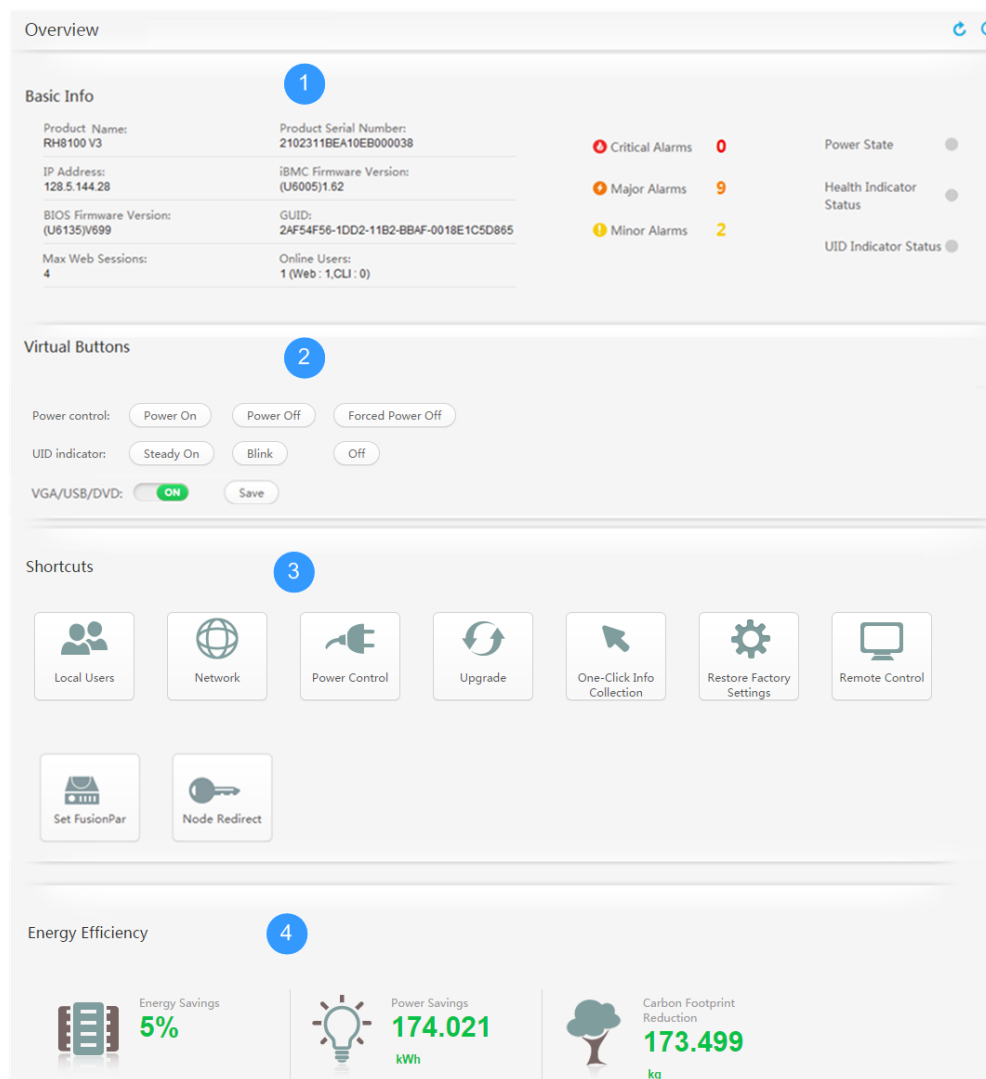 Overview
1
Basic Info
Product Name:
RH8100 V3
Product Serial Number:
2102311BEA10EB000038
IP Address:
128.5.144.28
iBMC Firmware Version:
(U6005)1.62
BIOS Firmware Version:
(U6135)V699
GUID:
2AF54F56-1DD2-11B2-BBAF-0018E1C5D865
Max Web Sessions:
4
Online Users:
1 (Web : 1,CLI : 0)
Critical Alarms 0
Major Alarms 9
Minor Alarms 2
Power State
Health Indicator
Status
UID Indicator Status
Virtual Buttons
2
Power control: Power On Power Off Forced Power Off
UID indicator: Steady On Blink Off
VGA/USB/DVD: ON Save
Shortcuts
3
Local Users
Network
Power Control
Upgrade
One-Click Info
Collection
Restore Factory
Settings
Remote Control
Set FusionPar
Node Redirect
Energy Efficiency
4
Energy Savings
5%
Power Savings
174.021
kWh
Carbon Footprint
Reduction
173.499
kg